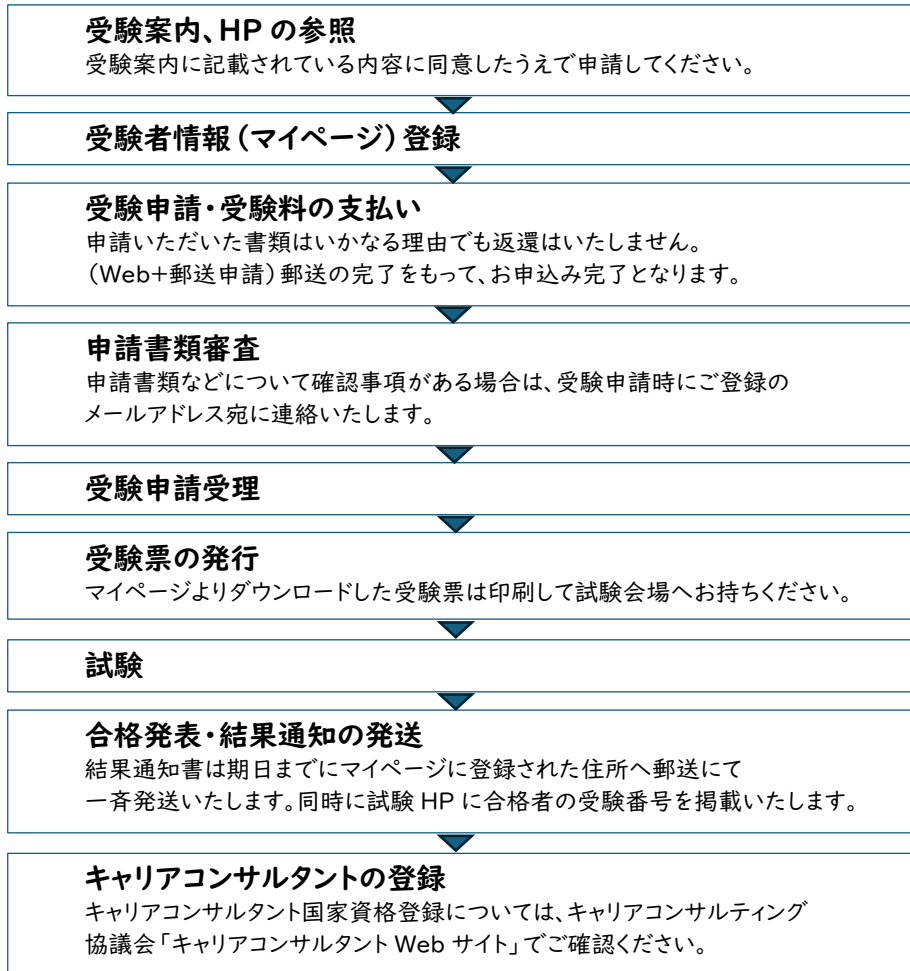 受験案内、HP の参照
受験案内に記載されている内容に同意したうえで申請してください。
受験者情報（マイページ）登録
受験申請・受験料の支払い
申請いただいた書類はいかなる理由でも返還はいたしません。
（Web+郵送申請）郵送の完了をもって、お申込み完了となります。
申請書類審査
申請書類などについて確認事項がある場合は、受験申請時にご登録の
メールアドレス宛に連絡いたします。
受験申請受理
受験票の発行
マイページよりダウンロードした受験票は印刷して試験会場へお持ちください。
試験
合格発表・結果通知の発送
結果通知書は期日までにマイページに登録された住所へ郵送にて
一斉発送いたします。同時に試験 HP に合格者の受験番号を掲載いたします。
キャリアコンサルタントの登録
キャリアコンサルタント国家資格登録については、キャリアコンサルティング
協議会「キャリアコンサルタント Web サイト」でご確認ください。